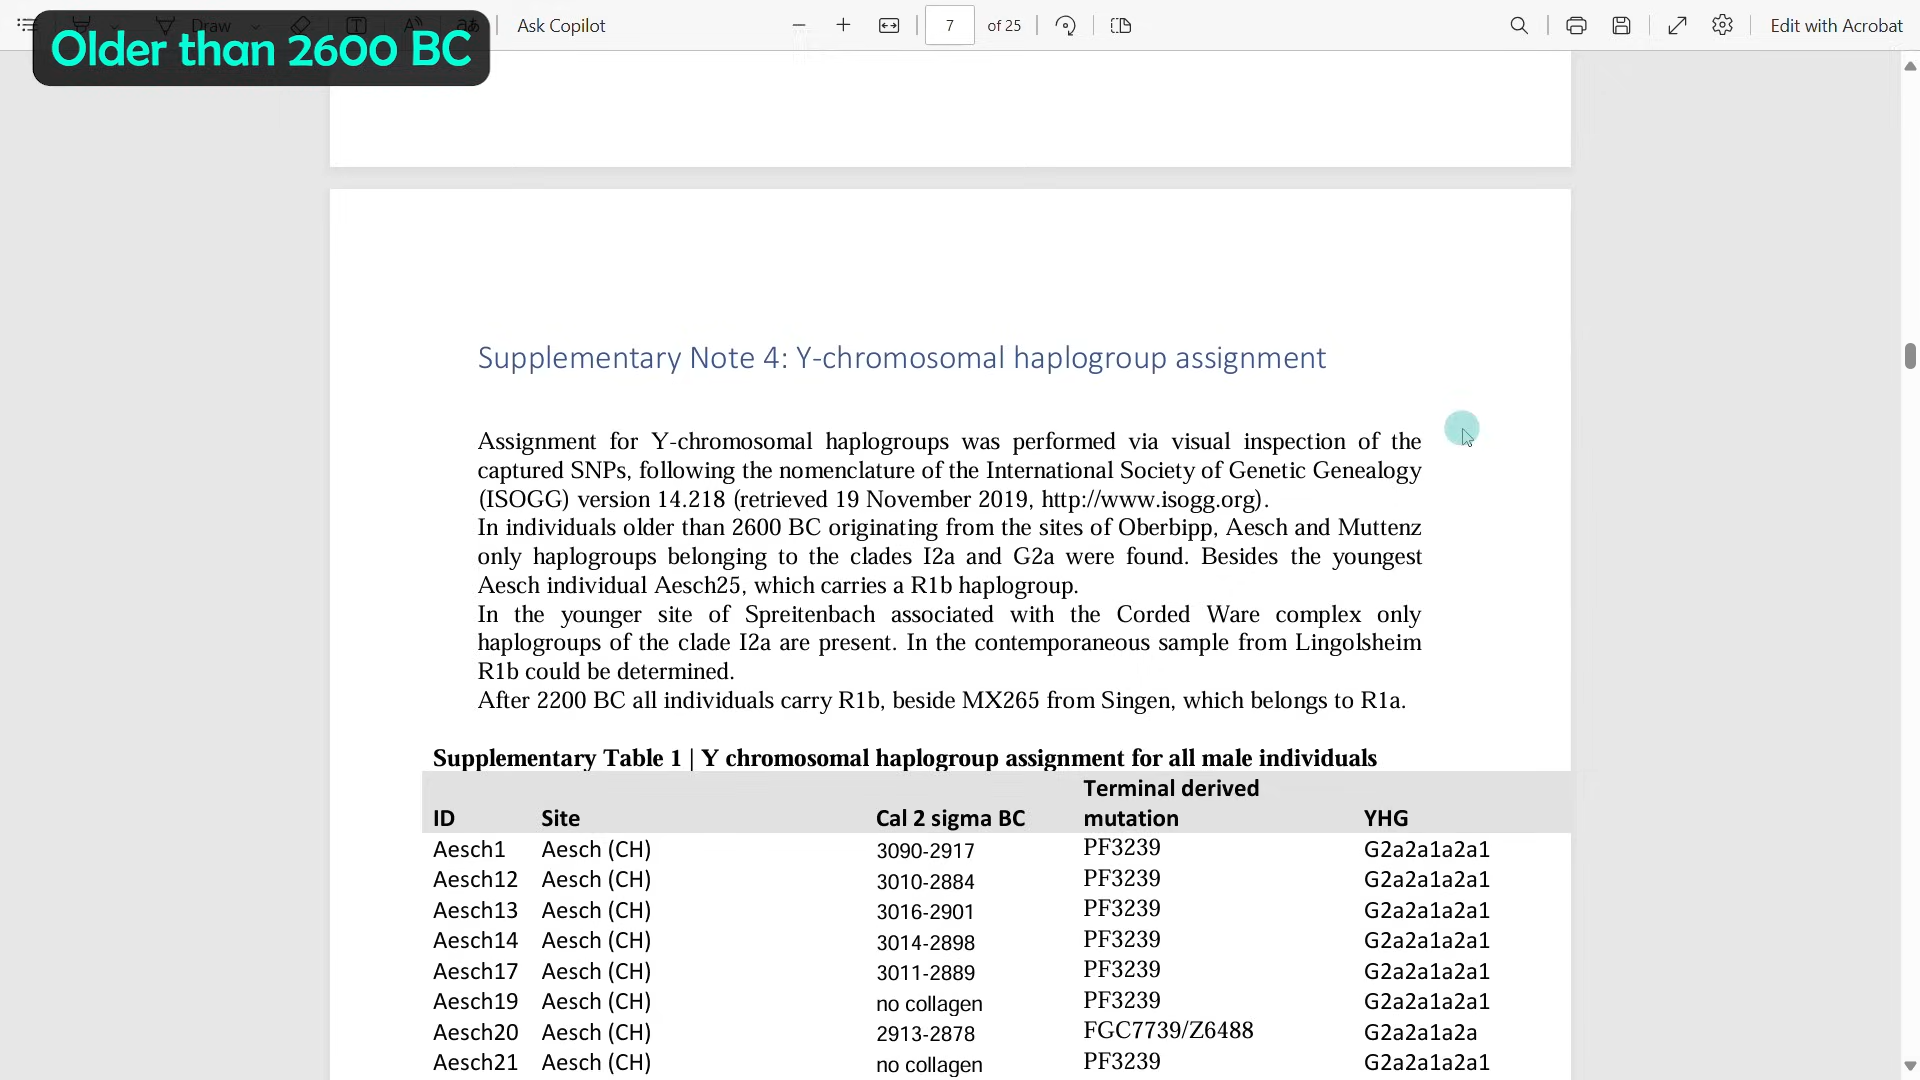 Draw
Ask Copilot
7
of 25
Edit with Acrobat
Older than 2600 BC
Supplementary Note 4: Y-chromosomal haplogroup assignment
Assignment for Y-chromosomal haplogroups was performed via visual inspection of the
captured SNPs, following the nomenclature of the International Society of Genetic Genealogy
(ISOGG) version 14.218 (retrieved 19 November 2019, http://www.isogg.org).
In individuals older than 2600 BC originating from the sites of Oberbipp, Aesch and Muttenz
only haplogroups belonging to the clades I2a and G2a were found. Besides the youngest
Aesch individual Aesch25, which carries a R1b haplogroup.
In the younger site of Spreitenbach associated with the Corded Ware complex only
haplogroups of the clade I2a are present. In the contemporaneous sample from Lingolsheim
R1b could be determined.
After 2200 BC all individuals carry R1b, beside MX265 from Singen, which belongs to R1a.
Supplementary Table 1 | Y chromosomal haplogroup assignment for all male individuals
ID Site Cal 2 sigma BC Terminal derived mutation YHG
Aesch1 Aesch (CH) 3090-2917 PF3239 G2a2a1a2a1
Aesch12 Aesch (CH) 3010-2884 PF3239 G2a2a1a2a1
Aesch13 Aesch (CH) 3016-2901 PF3239 G2a2a1a2a1
Aesch14 Aesch (CH) 3014-2898 PF3239 G2a2a1a2a1
Aesch17 Aesch (CH) 3011-2889 PF3239 G2a2a1a2a1
Aesch19 Aesch (CH) no collagen PF3239 G2a2a1a2a1
Aesch20 Aesch (CH) 2913-2878 FGC7739/Z6488 G2a2a1a2a
Aesch21 Aesch (CH) no collagen PF3239 G2a2a1a2a1